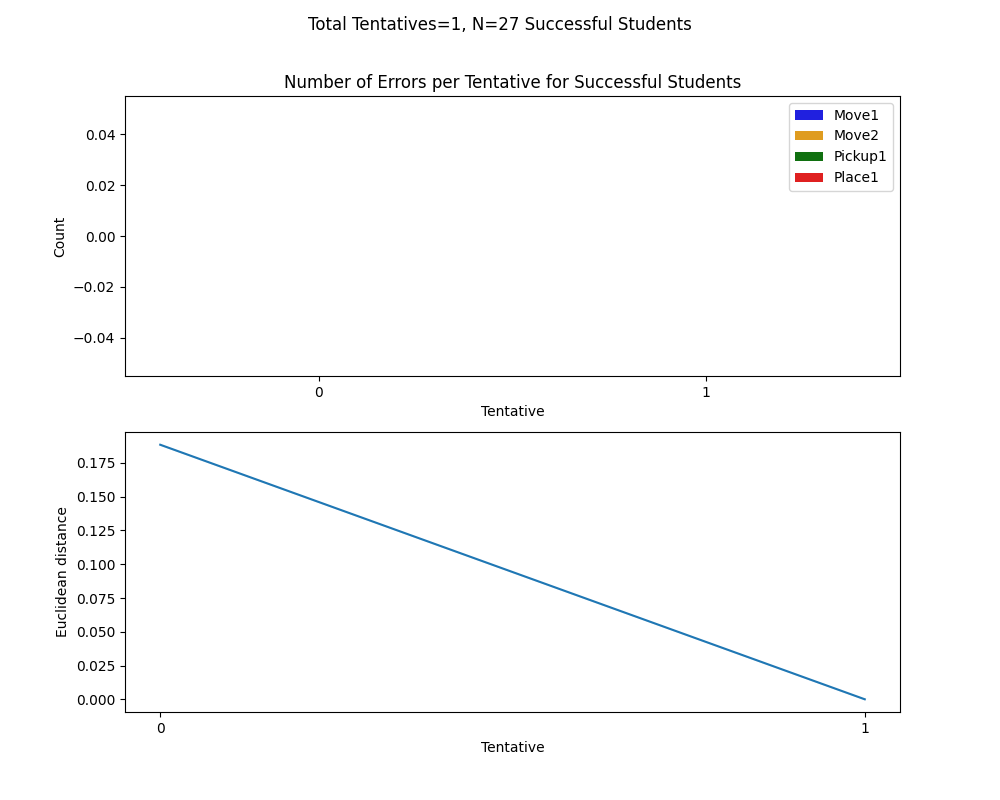 Total Tentatives=1, N=27 Successful Students
Number of Errors per Tentative for Successful Students
Move1
Move2
Pickup1
Place1
0.04
0.02
0.00
−0.02
−0.04
Count
0 1
Tentative
0.175
0.150
0.125
0.100
0.075
0.050
0.025
0.000
Euclidean distance
0 1
Tentative